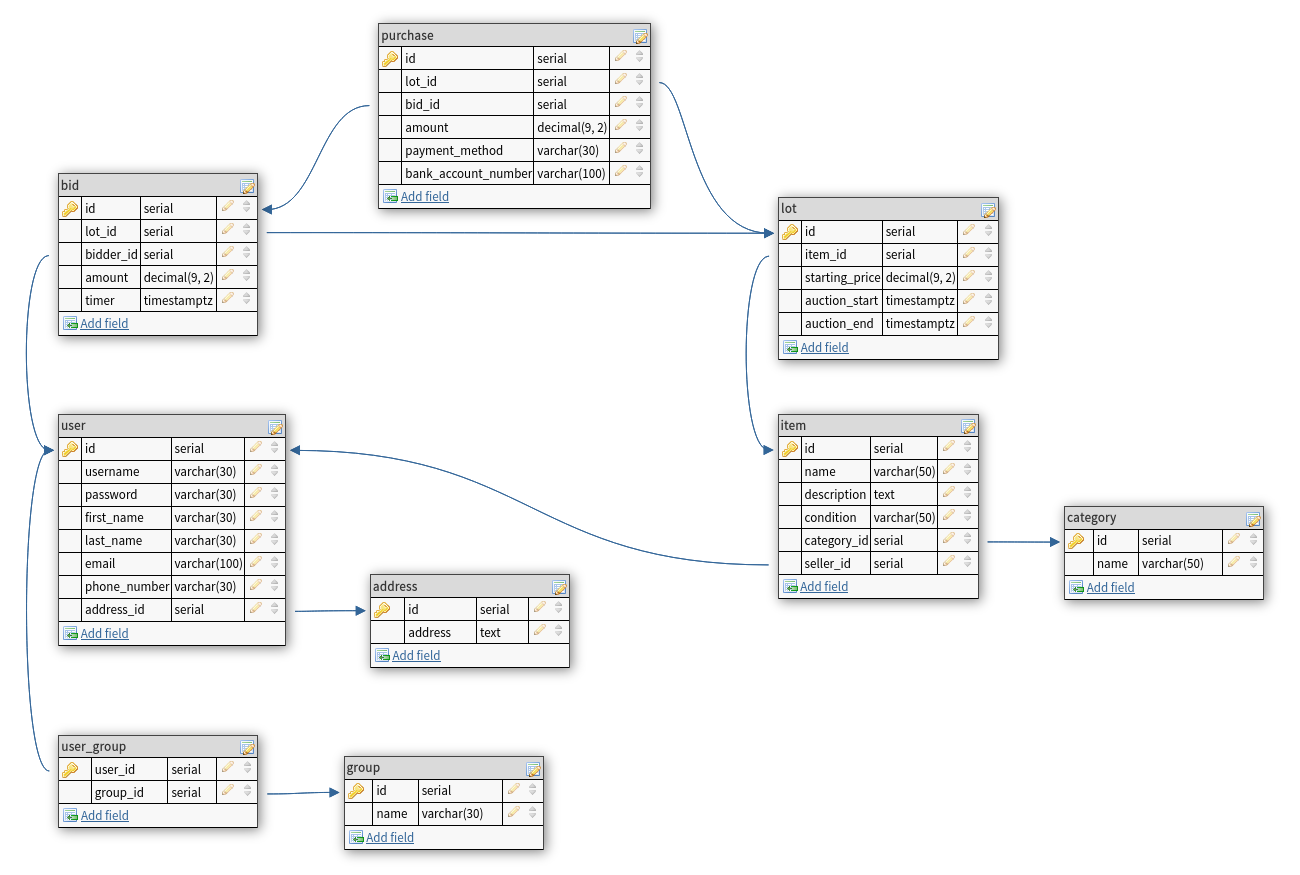 purchase
id serial
lot_id serial
bid_id serial
amount decimal(9, 2)
payment_method varchar(30)
bank_account_number varchar(100)
Add field
bid
id serial
lot_id serial
bidder_id serial
amount decimal(9, 2)
timer timestamptz
Add field
lot
id serial
item_id serial
starting_price decimal(9, 2)
auction_start timestamptz
auction_end timestamptz
Add field
user
id serial
username varchar(30)
password varchar(30)
first_name varchar(30)
last_name varchar(30)
email varchar(100)
phone_number varchar(30)
address_id serial
Add field
item
id serial
name varchar(50)
description text
condition varchar(50)
category_id serial
seller_id serial
Add field
category
id serial
name varchar(50)
Add field
address
id serial
address text
Add field
user_group
user_id serial
group_id serial
Add field
group
id serial
name varchar(30)
Add field